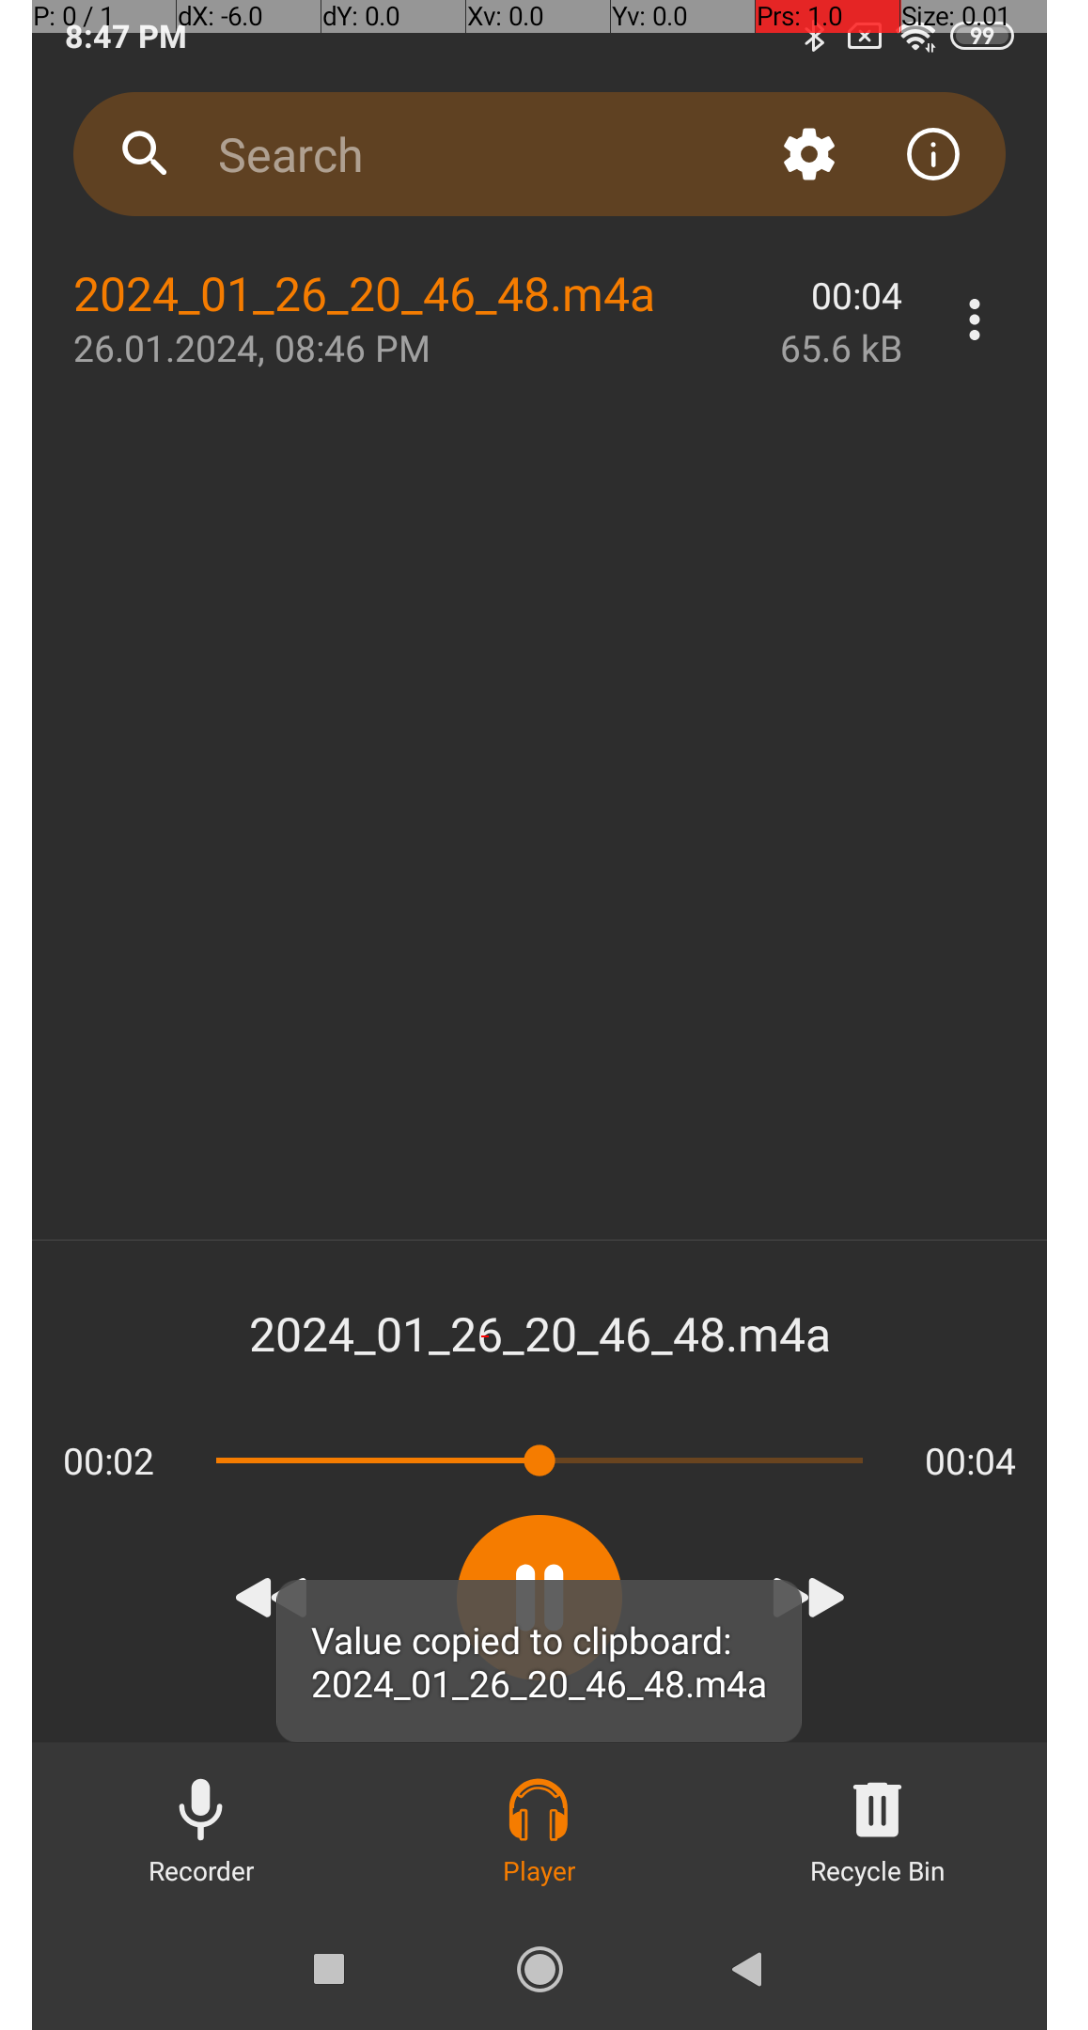 P: 0 / 1 dX: -6.0 dY: 0.0 Xv: 0.0 Yv: 0.0 Prs: 1.0 Size: 0.01
8:47 PM 99
Search
2024_01_26_20_46_48.m4a 00:04
26.01.2024, 08:46 PM 65.6 kB
2024_01_26_20_46_48.m4a
00:02 00:04
Value copied to clipboard:
2024_01_26_20_46_48.m4a
Recorder Player Recycle Bin